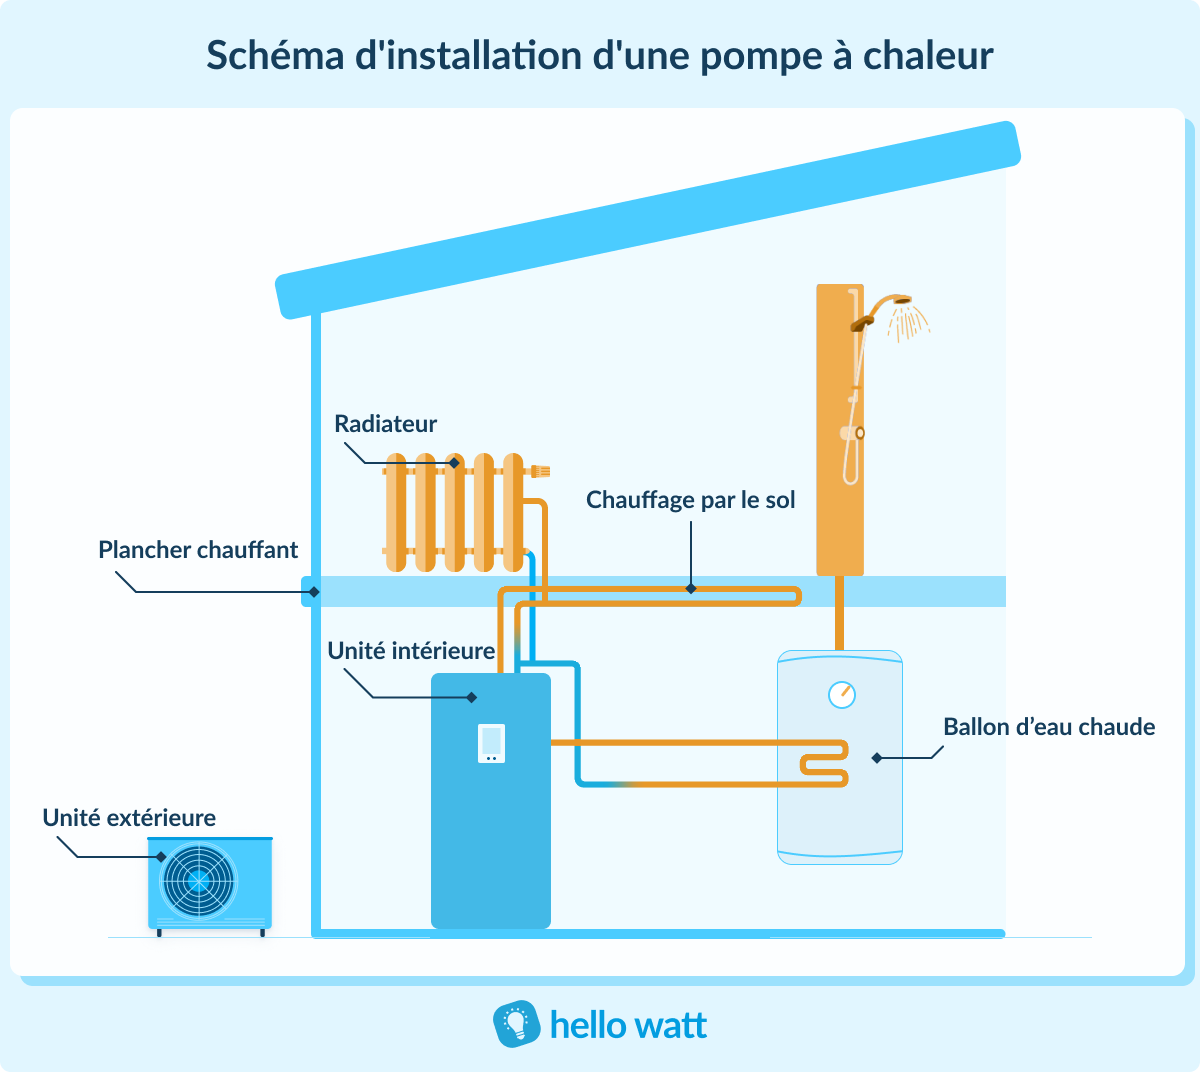 Schéma d'installation d'une pompe à chaleur
Radiateur
Chauffage par le sol
Plancher chauffant
Unité intérieure
Ballon d’eau chaude
Unité extérieure
hello watt